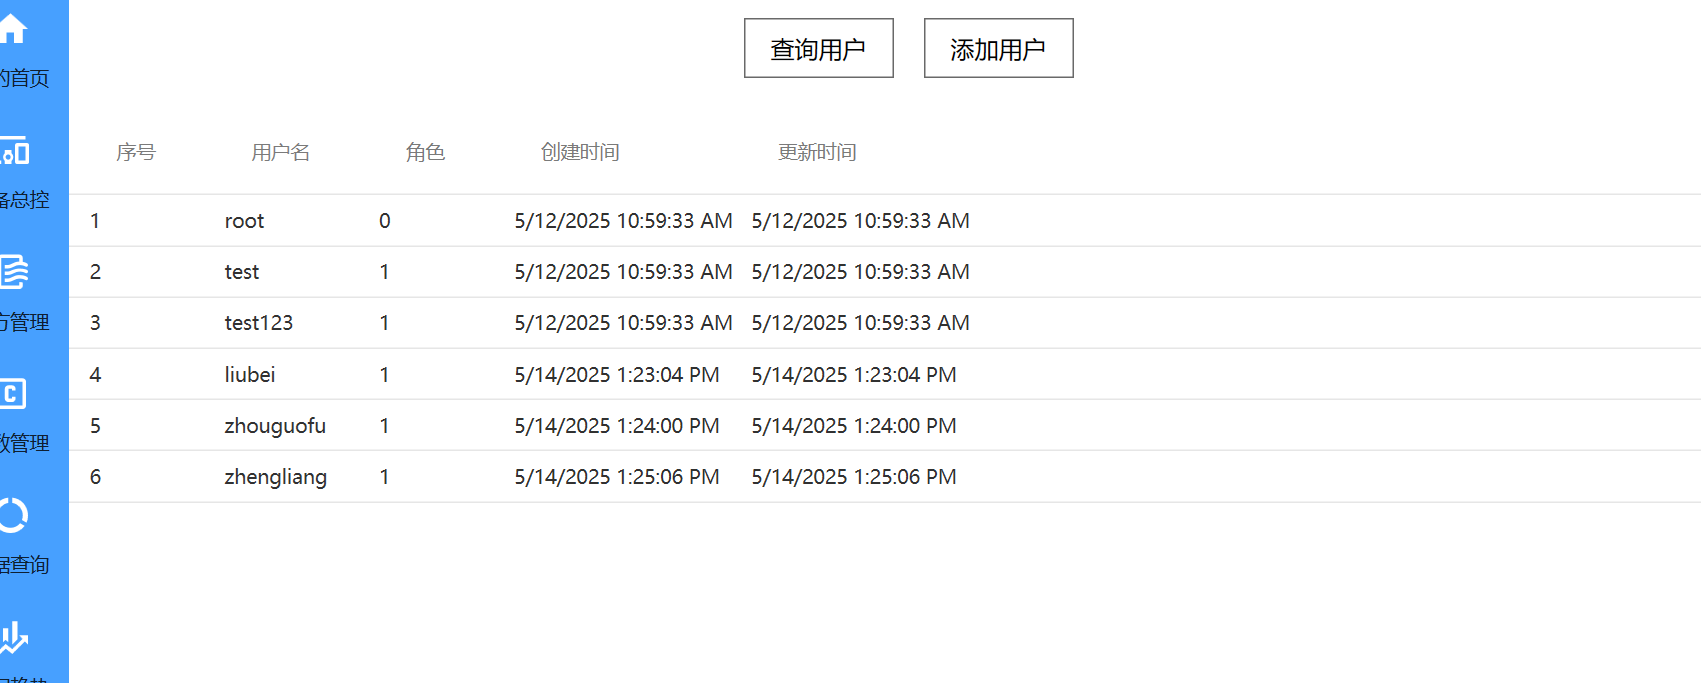 查询用户 添加用户
的首页
备总控
方管理
数管理
据查询
序号 用户名 角色 创建时间 更新时间
1 root 0 5/12/2025 10:59:33 AM 5/12/2025 10:59:33 AM
2 test 1 5/12/2025 10:59:33 AM 5/12/2025 10:59:33 AM
3 test123 1 5/12/2025 10:59:33 AM 5/12/2025 10:59:33 AM
4 liubei 1 5/14/2025 1:23:04 PM 5/14/2025 1:23:04 PM
5 zhouguofu 1 5/14/2025 1:24:00 PM 5/14/2025 1:24:00 PM
6 zhengliang 1 5/14/2025 1:25:06 PM 5/14/2025 1:25:06 PM